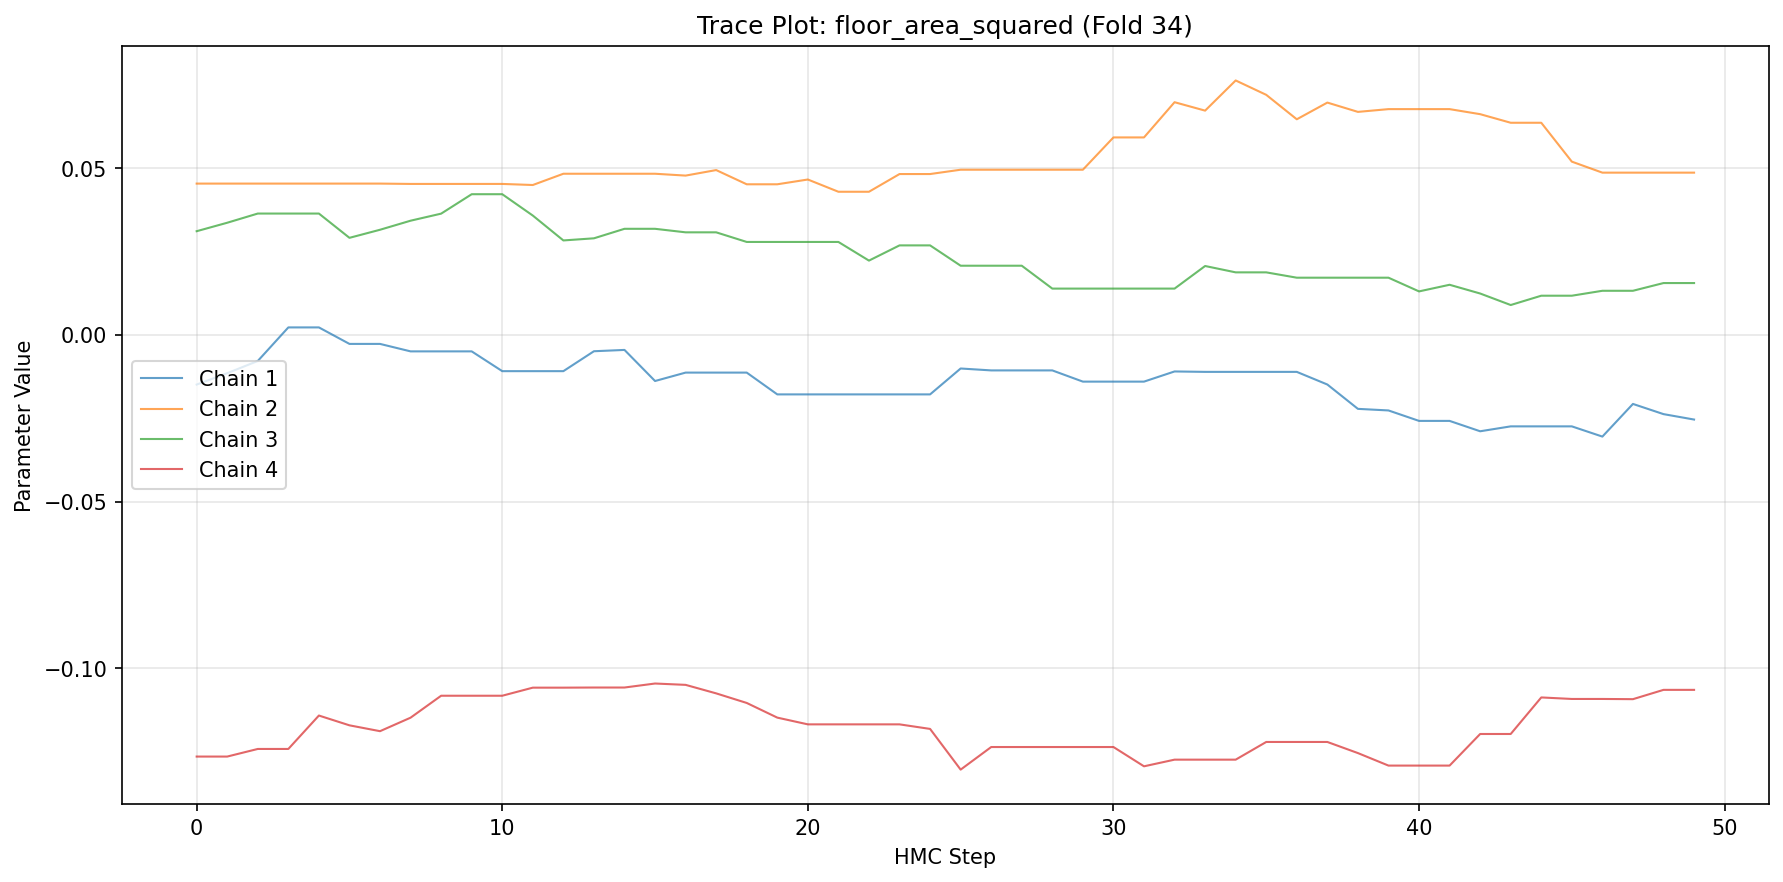 Trace Plot: floor_area_squared (Fold 34)
Parameter Value
0.05
0.00
−0.05
−0.10
Chain 1
Chain 2
Chain 3
Chain 4
0 10 20 30 40 50
HMC Step